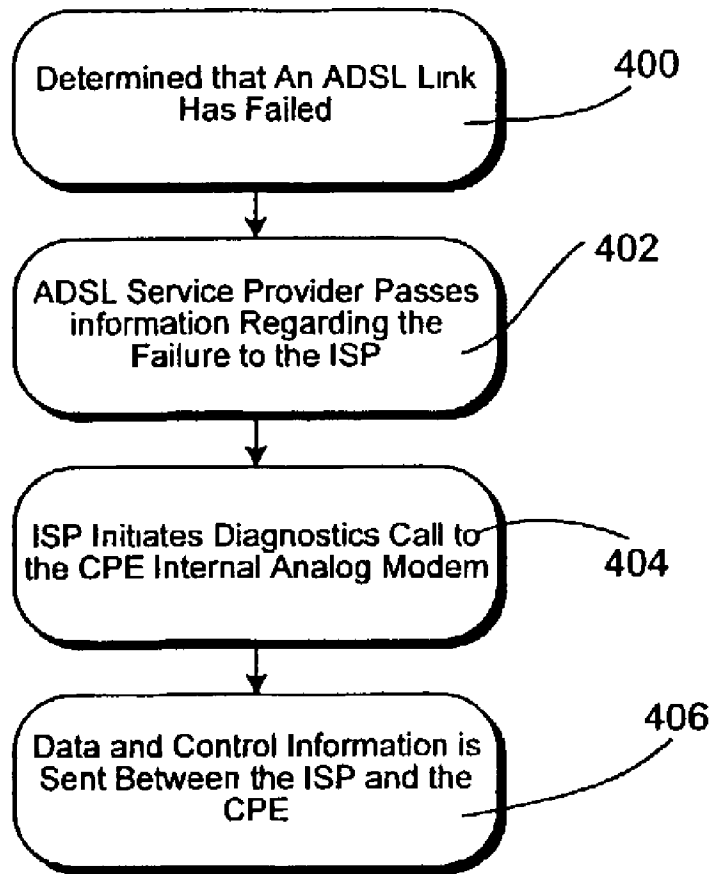 Determined that An ADSL Link
Has Failed
400
ADSL Service Provider Passes
information Regarding the
Failure to the ISP
402
ISP Initiates Diagnostics Call to
the CPE Internal Analog Modem
404
Data and Control Information is
Sent Between the ISP and the
CPE
406